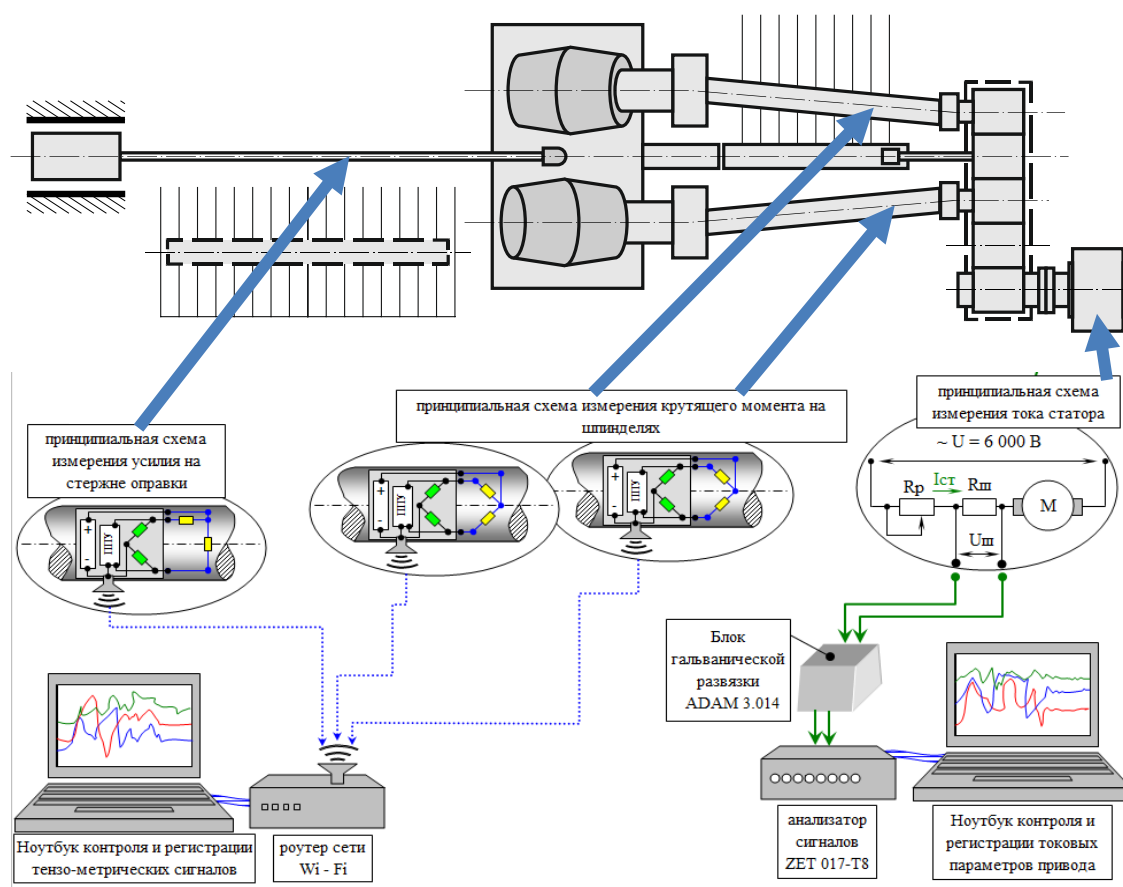 принципиальная схема
измерения усилия на
стержне оправки
принципиальная схема измерения крутящего момента на
шпинделях
принципиальная схема
измерения тока статора
~ U = 6 000 В
Rp Iст Rш
М
Uш
+
-
ППУ
+
-
ППУ
+
-
ППУ
Блок
гальванической
развязки
ADAM 3.014
Ноутбук контроля и регистрации
тензо-метрических сигналов
роутер сети
Wi - Fi
анализатор
сигналов
ZET 017-T8
Ноутбук контроля и
регистрации токовых
параметров привода